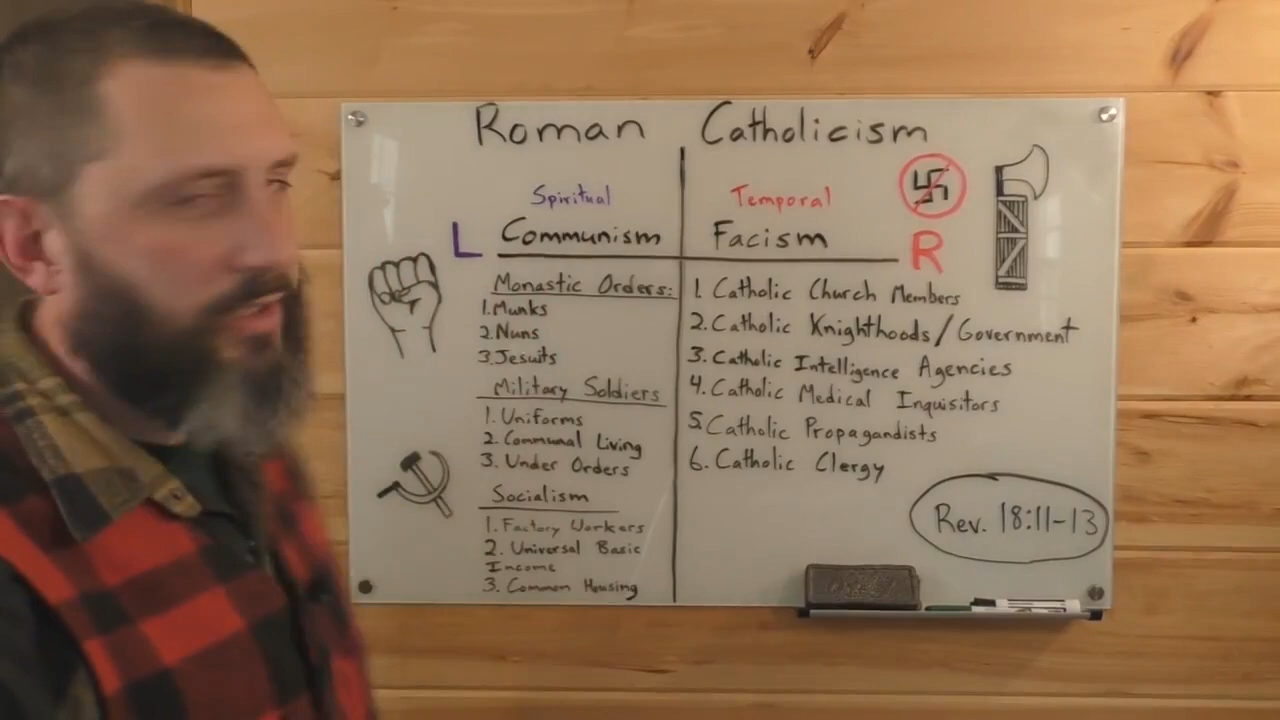 Roman Catholicism
Spiritual
L Communism
Monastic Orders:
1. Munks
2. Nuns
3. Jesuits
Military Soldiers
1. Uniforms
2. Communal Living
3. Under Orders
Socialism
1. Factory Workers
2. Universal Basic
Income
3. Common Housing
Temporal
Facism R
1. Catholic Church Members
2. Catholic Knighthoods/Government
3. Catholic Intelligence Agencies
4. Catholic Medical Inquisitors
5. Catholic Propagandists
6. Catholic Clergy
Rev. 18:11-13